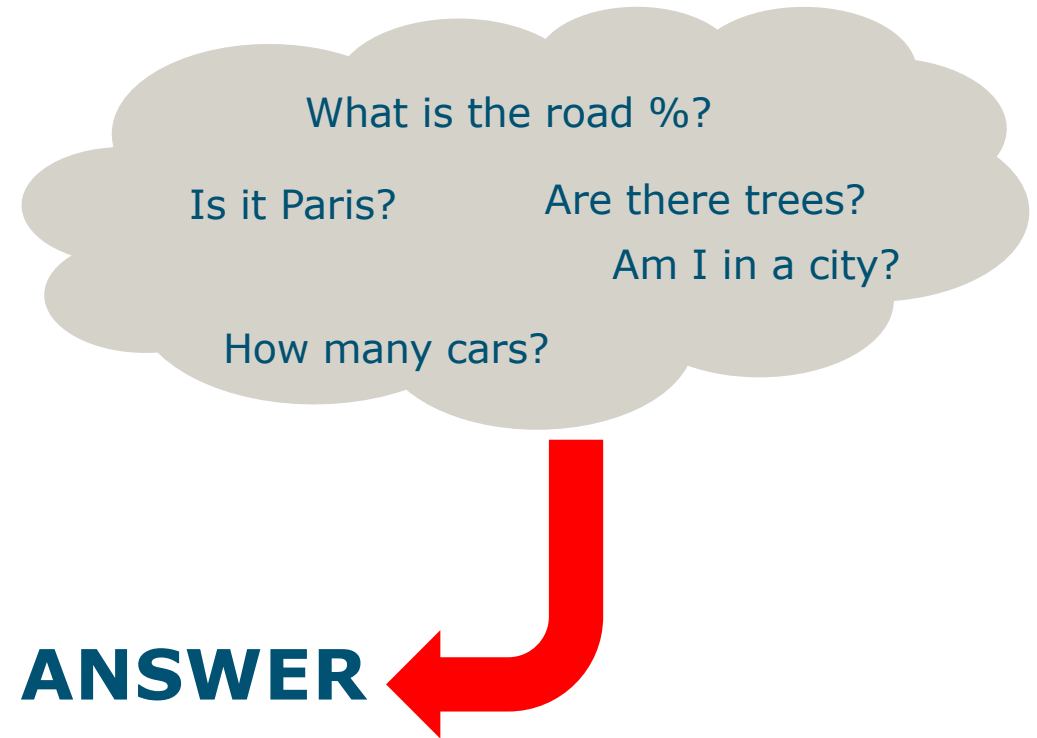 What is the road %?
Is it Paris?
Are there trees?
Am I in a city?
How many cars?
ANSWER